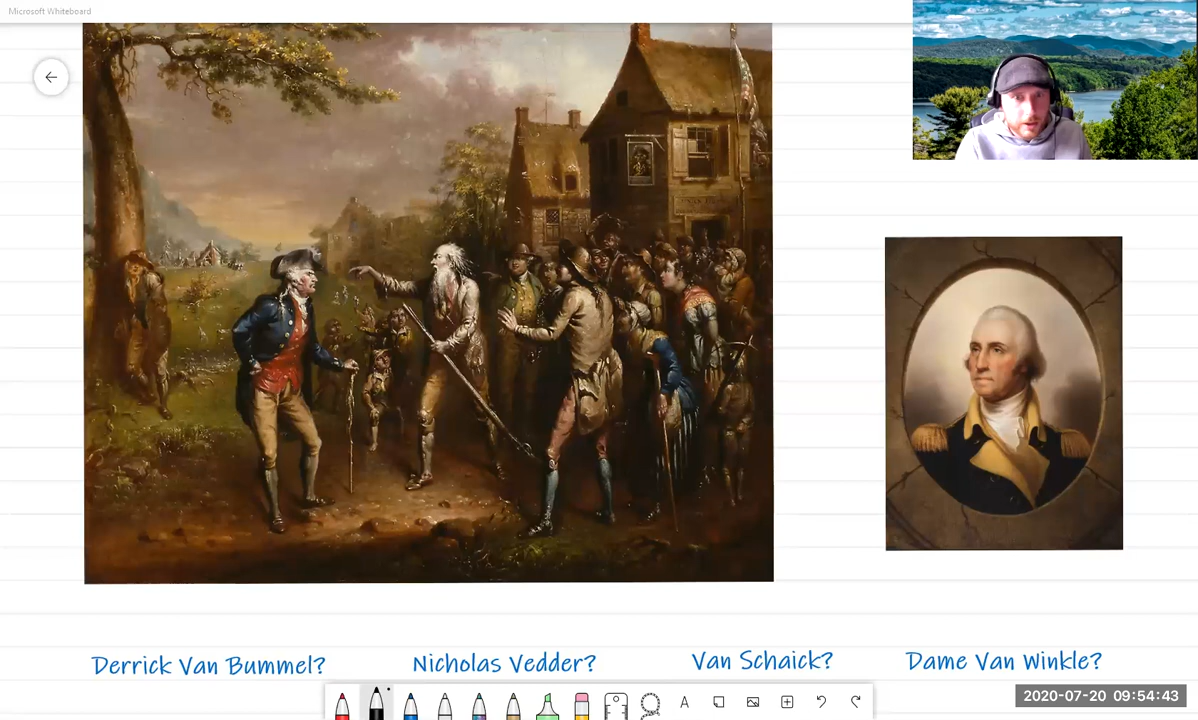 Microsoft Whiteboard
Derrick Van Bummel?
Nicholas Vedder?
Van Schaick?
Dame Van Winkle?
A
2020-07-20 09:54:43